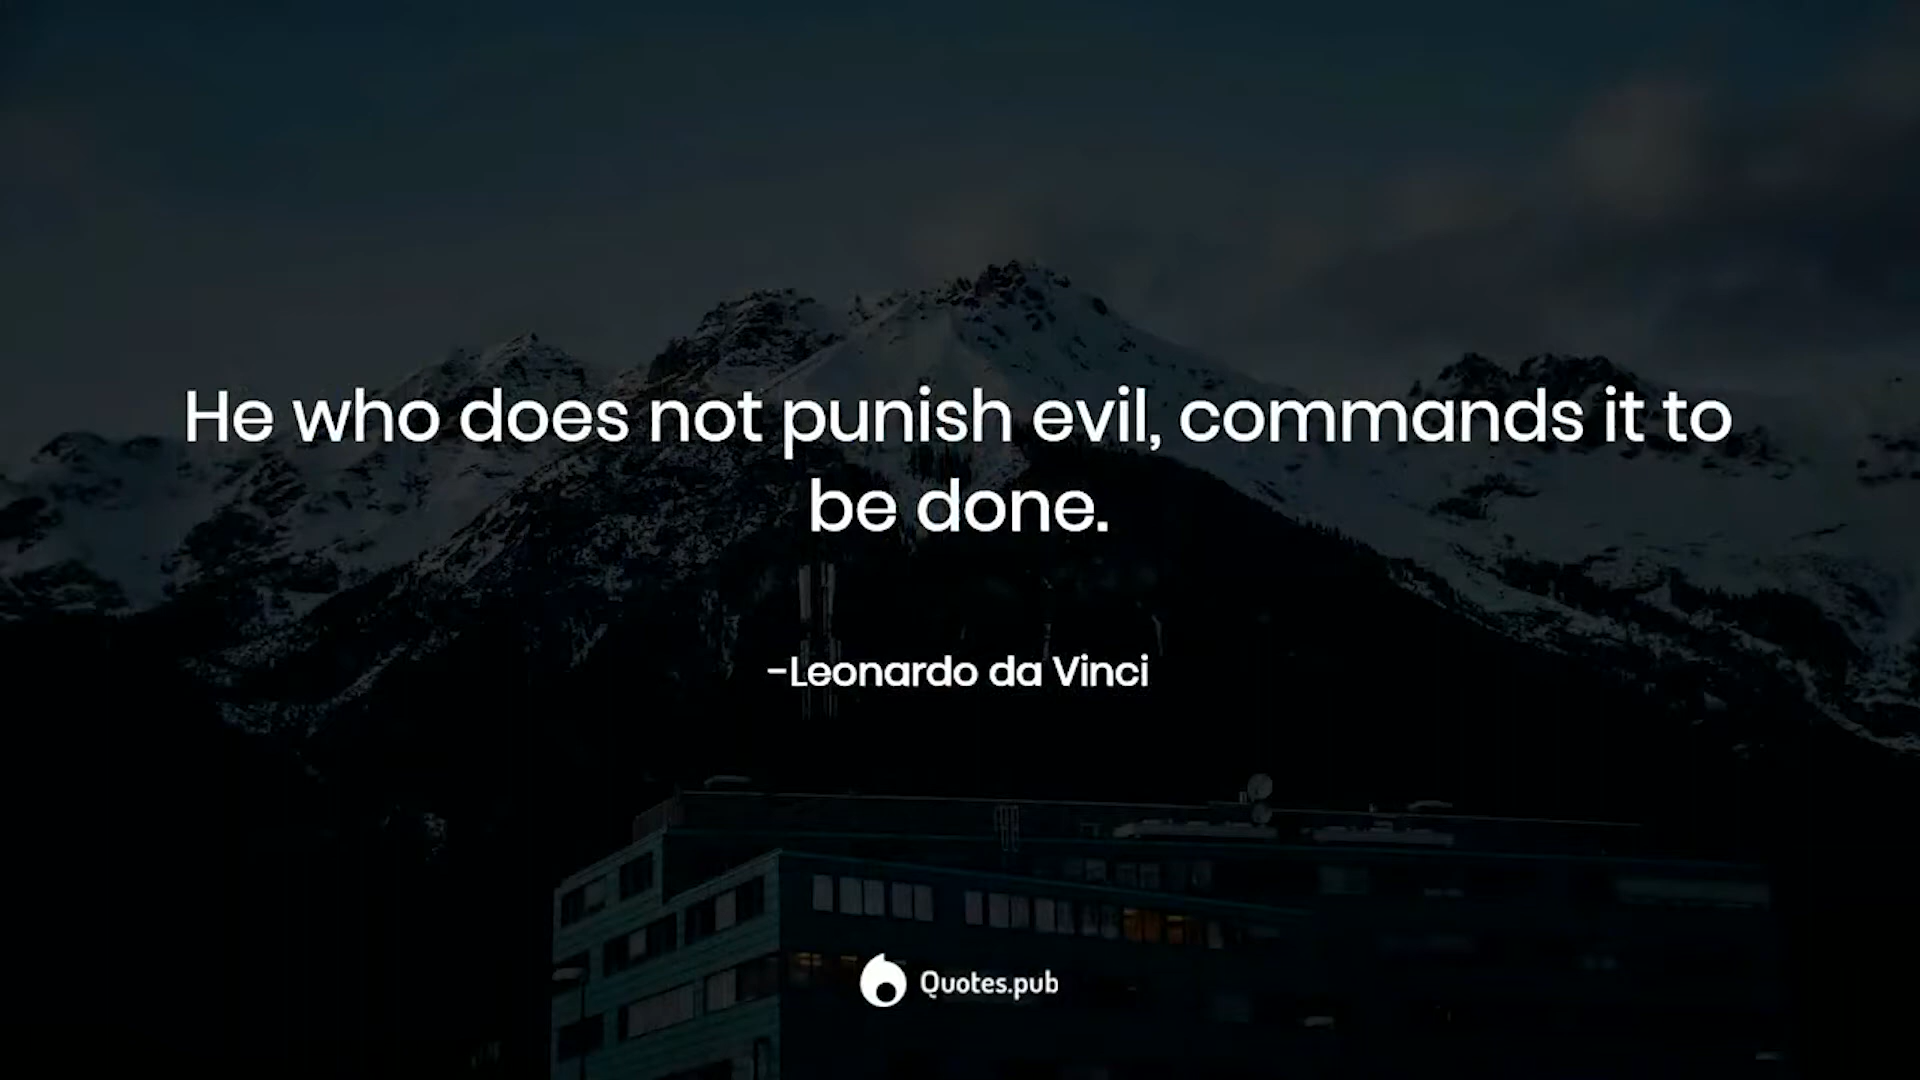 He who does not punish evil, commands it to
be done.
-Leonardo da Vinci
Quotes.pub